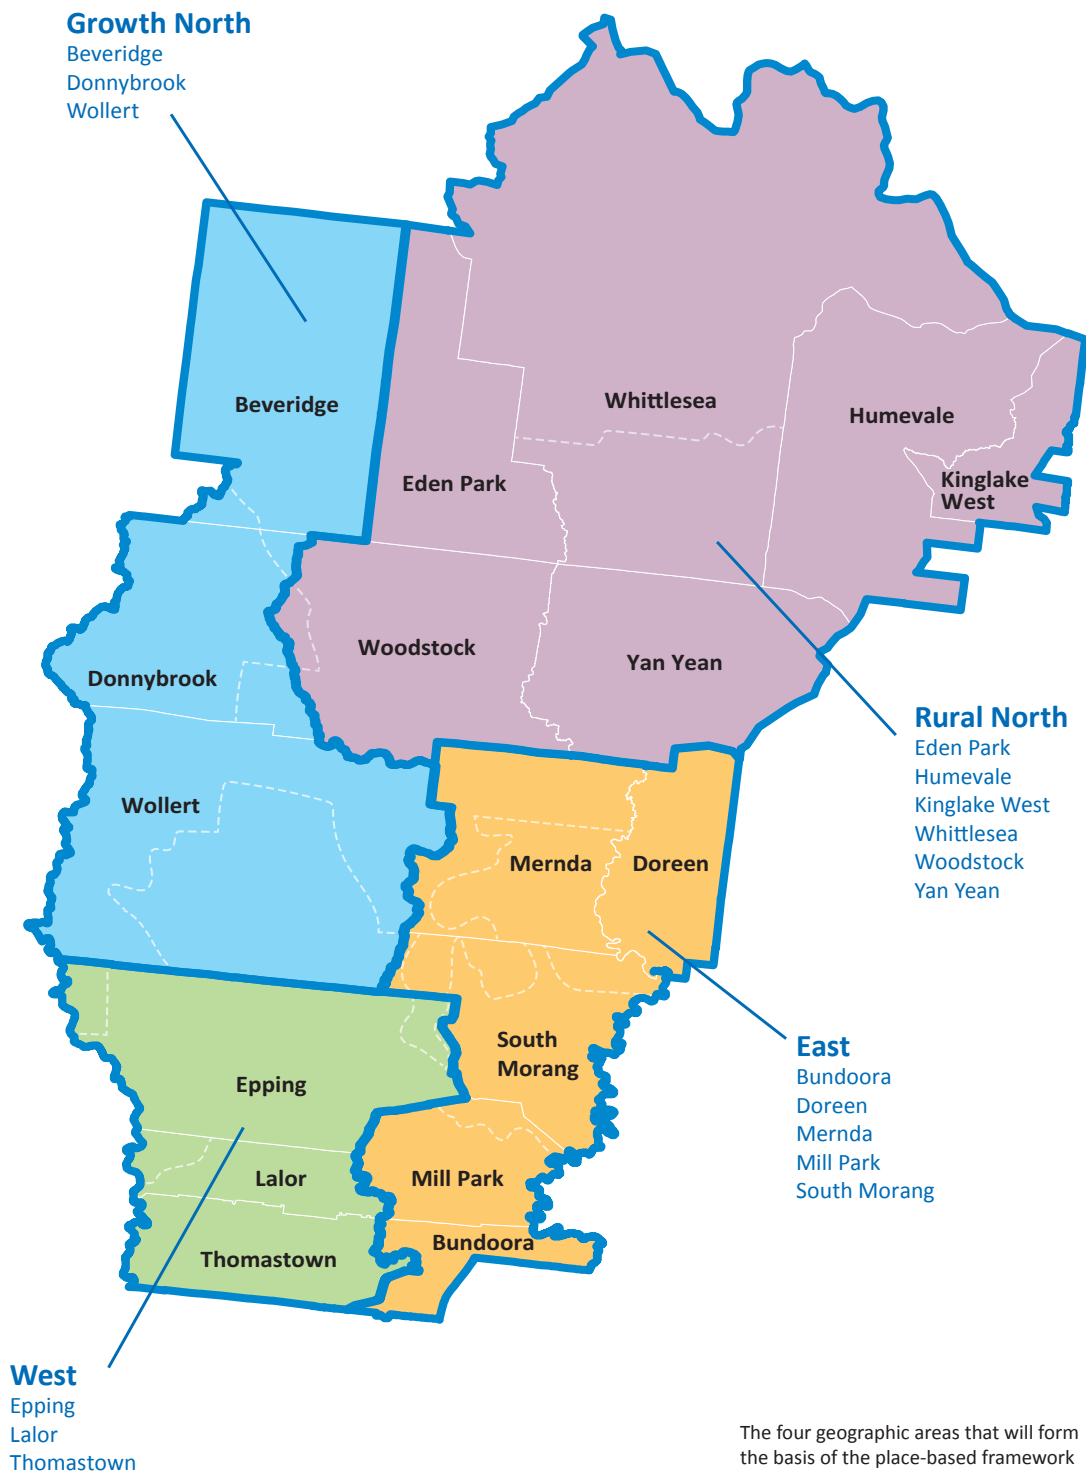 Growth North
Beveridge
Donnybrook
Wollert
Beveridge
Whittlesea
Humevale
Eden Park
Kinglake
West
Woodstock
Yan Yean
Donnybrook
Rural North
Eden Park
Humevale
Kinglake West
Whittlesea
Woodstock
Yan Yean
Wollert
Mernda
Doreen
South
Morang
East
Bundoora
Doreen
Mernda
Mill Park
South Morang
Epping
Lalor
Mill Park
Bundoora
Thomastown
West
Epping
Lalor
Thomastown
The four geographic areas that will form
the basis of the place-based framework